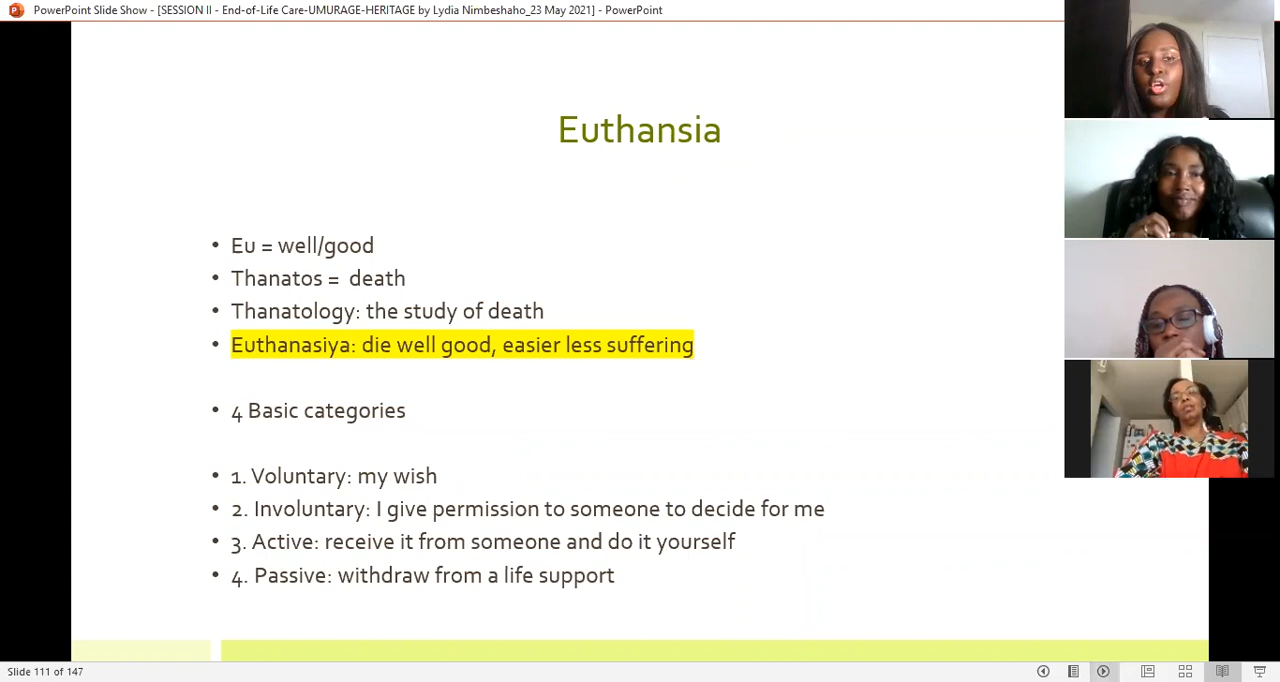 PowerPoint Slide Show - [SESSION II - End-of-Life Care-UMURAGE-HERITAGE by Lydia Nimbeshaho_23 May 2021] - PowerPoint
Euthansia
• Eu = well/good
• Thanatos = death
• Thanatology: the study of death
• Euthanasiya: die well good, easier less suffering
• 4 Basic categories
• 1. Voluntary: my wish
• 2. Involuntary: I give permission to someone to decide for me
• 3. Active: receive it from someone and do it yourself
• 4. Passive: withdraw from a life support
Slide 111 of 147